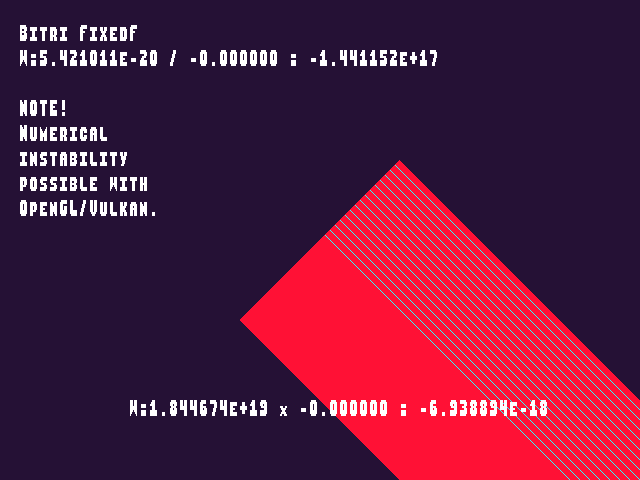 Bitri fixedf
W:5.421011E-20 / -0.000000 : -1.441152E+17
NOTE!
Numerical
instability
possible with
OpenGL/Vulkan.
W:1.844674E+19 x -0.000000 : -6.938894E-18